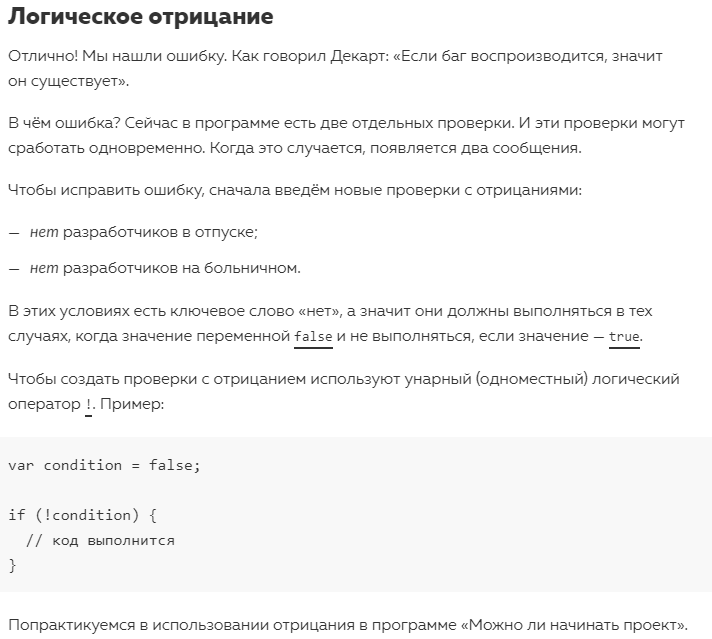 Логическое отрицание
Отлично! Мы нашли ошибку. Как говорил Декарт: «Если баг воспроизводится, значит
он существует».
В чём ошибка? Сейчас в программе есть две отдельных проверки. И эти проверки могут
сработать одновременно. Когда это случается, появляется два сообщения.
Чтобы исправить ошибку, сначала введём новые проверки с отрицаниями:
— нет разработчиков в отпуске;
— нет разработчиков на больничном.
В этих условиях есть ключевое слово «нет», а значит они должны выполняться в тех
случаях, когда значение переменной false и не выполняться, если значение — true.
Чтобы создать проверки с отрицанием используют унарный (одноместный) логический
оператор !. Пример:
var condition = false;
if (!condition) {
// код выполнится
}
Попрактикуемся в использовании отрицания в программе «Можно ли начинать проект».